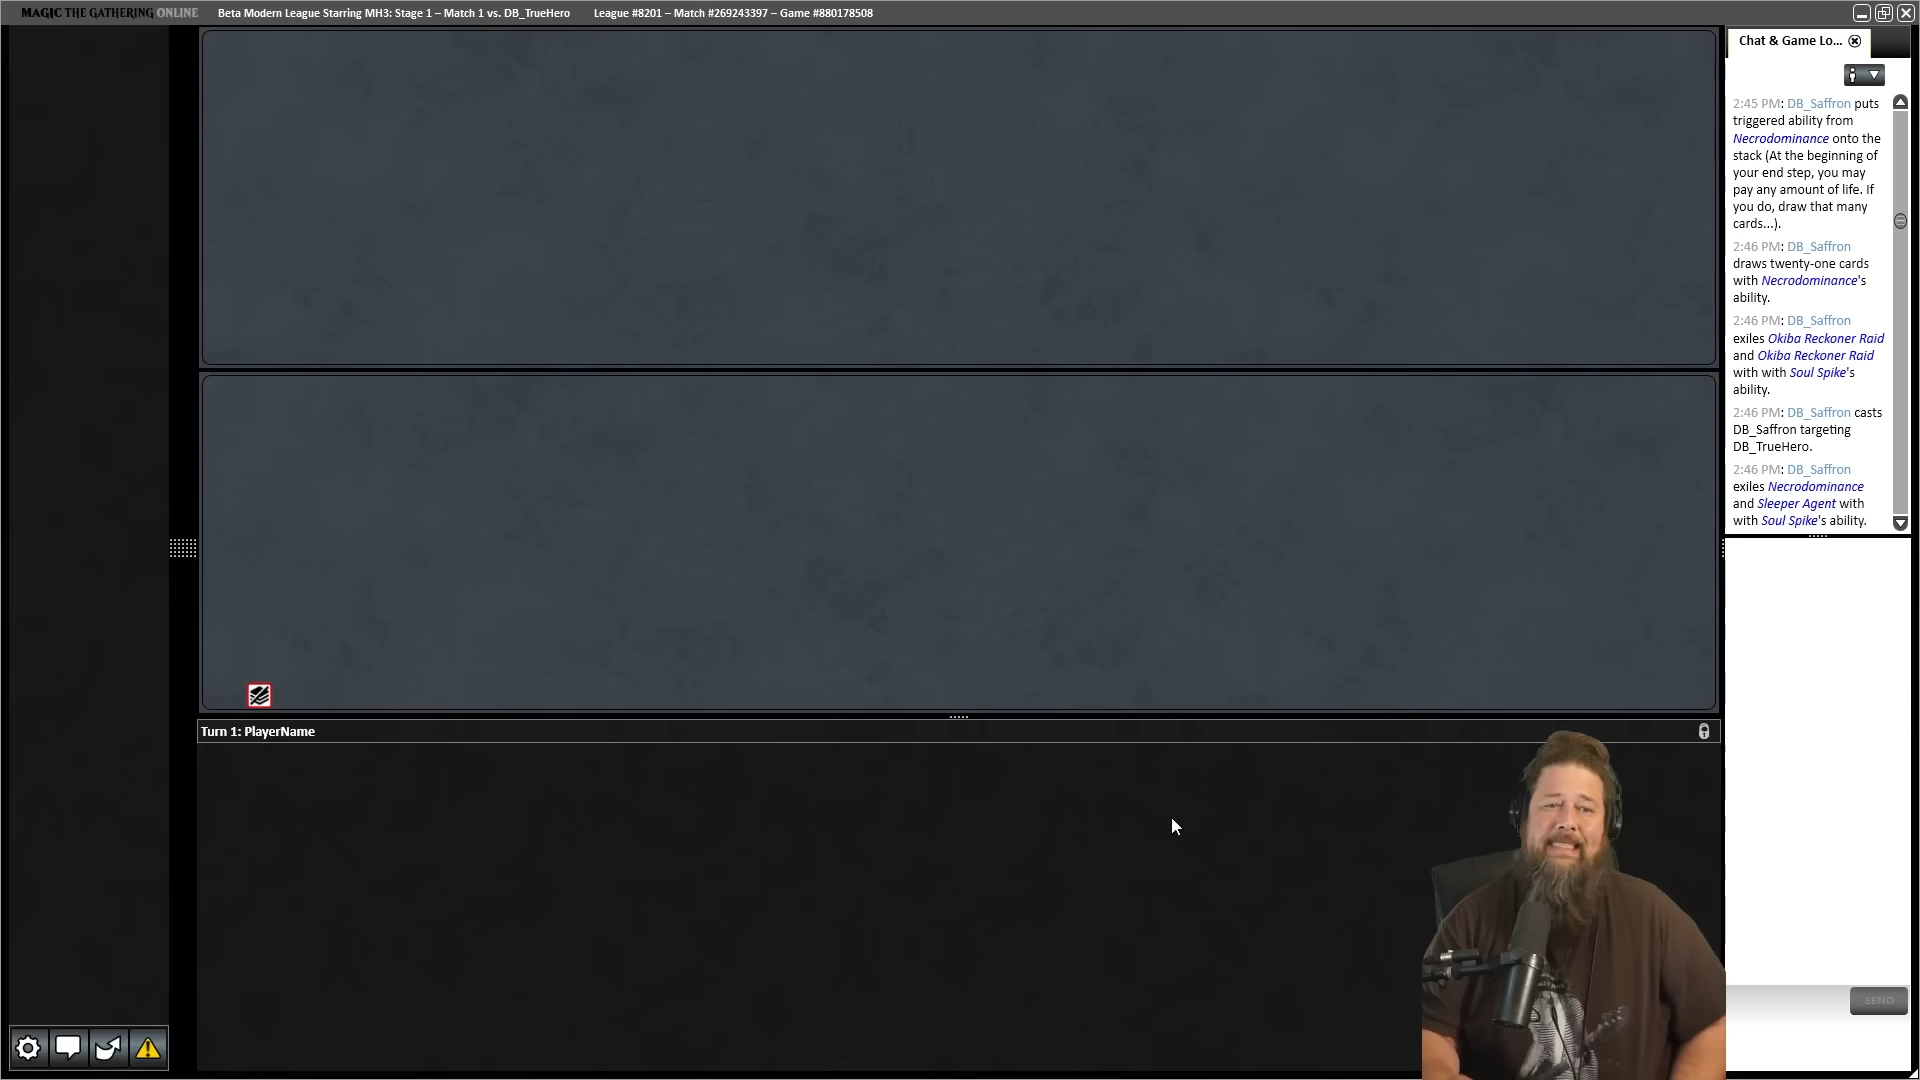 MAGIC THE GATHERING ONLINE
Beta Modern League Starring MH3: Stage 1 – Match 1 vs. DB_TrueHero
League #8201 – Match #269243397 – Game #880178508
Chat & Game Lo...
2:45 PM: DB_Saffron puts
triggered ability from
Necrodominance onto the
stack (At the beginning of
your end step, you may
pay any amount of life. If
you do, draw that many
cards...).
2:46 PM: DB_Saffron
draws twenty-one cards
with Necrodominance's
ability.
2:46 PM: DB_Saffron
exiles Okiba Reckoner Raid
and Okiba Reckoner Raid
with with Soul Spike's
ability.
2:46 PM: DB_Saffron casts
DB_Saffron targeting
DB_TrueHero.
2:46 PM: DB_Saffron
exiles Necrodominance
and Sleeper Agent with
with Soul Spike's ability.
Turn 1: PlayerName
SEND